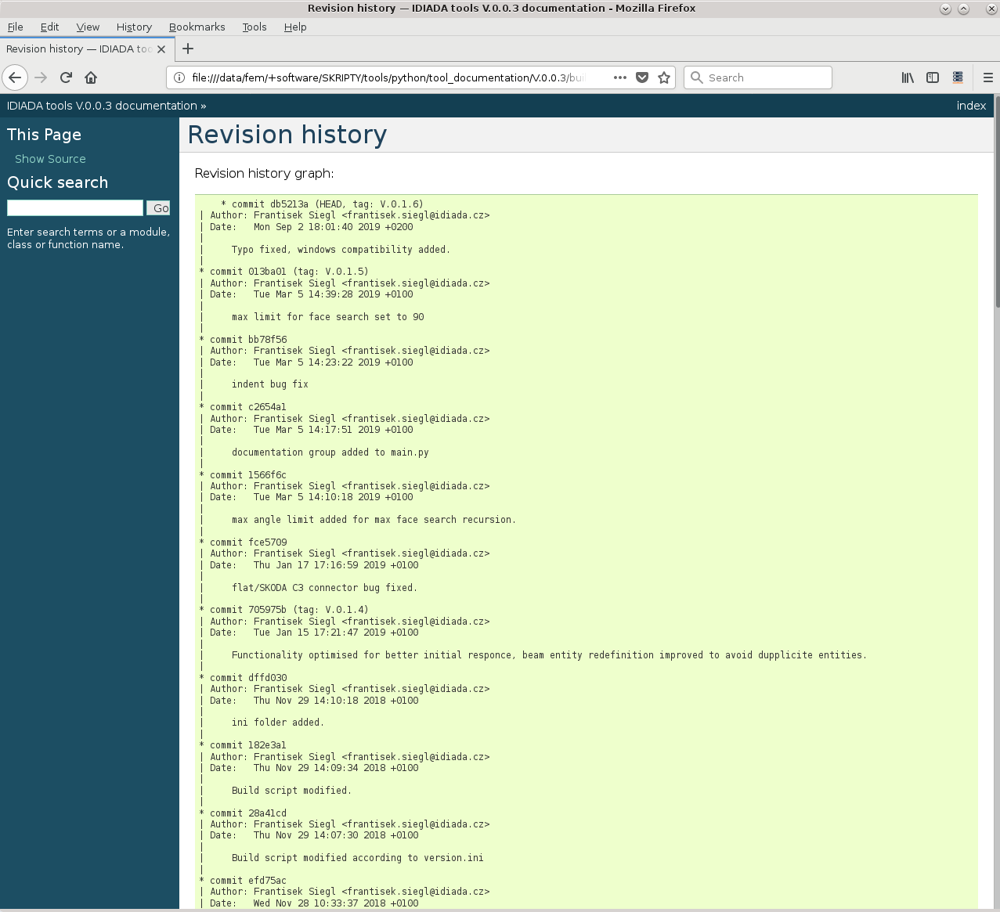 Revision history — IDIADA tools V.0.0.3 documentation - Mozilla Firefox
File Edit View History Bookmarks Tools Help
Revision history — IDIADA
file:///data/fem/+software/SKRIPTY/tools/python/tool_documentation/V.0.0.3/bui
Search
IDIADA tools V.0.0.3 documentation » index
This Page
Show Source
Quick search
Go
Enter search terms or a module,
class or function name.
Revision history
Revision history graph:
* commit db5213a (HEAD, tag: V.0.1.6)
| Author: Frantisek Siegl <frantisek.siegl@idiada.cz>
| Date:   Mon Sep 2 18:01:40 2019 +0200
|
|     Typo fixed, windows compatibility added.
|
* commit 013ba01 (tag: V.0.1.5)
| Author: Frantisek Siegl <frantisek.siegl@idiada.cz>
| Date:   Tue Mar 5 14:39:28 2019 +0100
|
|     max limit for face search set to 90
|
* commit bb78f56
| Author: Frantisek Siegl <frantisek.siegl@idiada.cz>
| Date:   Tue Mar 5 14:23:22 2019 +0100
|
|     indent bug fix
|
* commit c2654a1
| Author: Frantisek Siegl <frantisek.siegl@idiada.cz>
| Date:   Tue Mar 5 14:17:51 2019 +0100
|
|     documentation group added to main.py
|
* commit 1566f6c
| Author: Frantisek Siegl <frantisek.siegl@idiada.cz>
| Date:   Tue Mar 5 14:10:18 2019 +0100
|
|     max angle limit added for max face search recursion.
|
* commit fce5709
| Author: Frantisek Siegl <frantisek.siegl@idiada.cz>
| Date:   Thu Jan 17 17:16:59 2019 +0100
|
|     flat/SKODA C3 connector bug fixed.
|
* commit 705975b (tag: V.0.1.4)
| Author: Frantisek Siegl <frantisek.siegl@idiada.cz>
| Date:   Tue Jan 15 17:21:47 2019 +0100
|
|     Functionality optimised for better initial responce, beam entity redefinition improved to avoid dupplicite entities.
|
* commit dffd030
| Author: Frantisek Siegl <frantisek.siegl@idiada.cz>
| Date:   Thu Nov 29 14:10:18 2018 +0100
|
|     ini folder added.
|
* commit 182e3a1
| Author: Frantisek Siegl <frantisek.siegl@idiada.cz>
| Date:   Thu Nov 29 14:09:34 2018 +0100
|
|     Build script modified.
|
* commit 28a41cd
| Author: Frantisek Siegl <frantisek.siegl@idiada.cz>
| Date:   Thu Nov 29 14:07:30 2018 +0100
|
|     Build script modified according to version.ini
|
* commit efd75ac
| Author: Frantisek Siegl <frantisek.siegl@idiada.cz>
| Date:   Wed Nov 28 10:33:37 2018 +0100